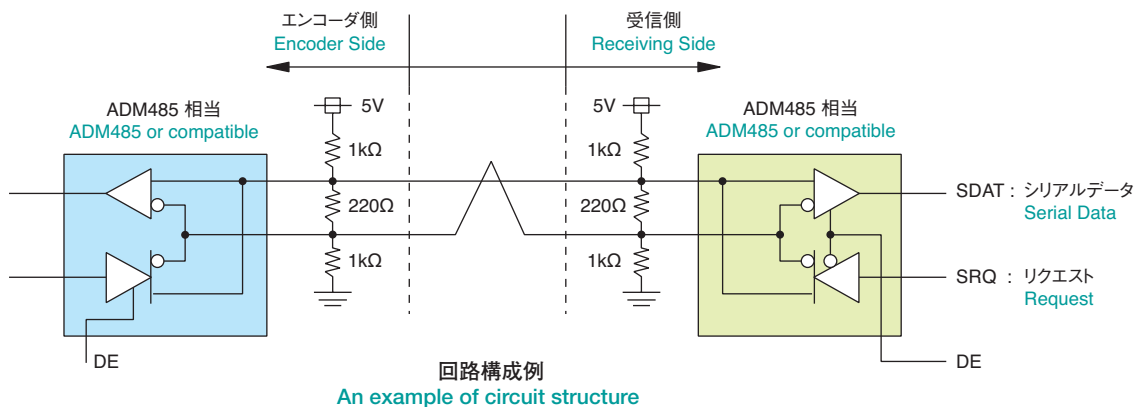 エンコーダ側
Encoder Side
受信側
Receiving Side
ADM485 相当
ADM485 or compatible
5V
5V
ADM485 相当
ADM485 or compatible
1kΩ
1kΩ
220Ω
220Ω
1kΩ
1kΩ
SDAT : シリアルデータ
Serial Data
SRQ : リクエスト
Request
DE
DE
回路構成例
An example of circuit structure